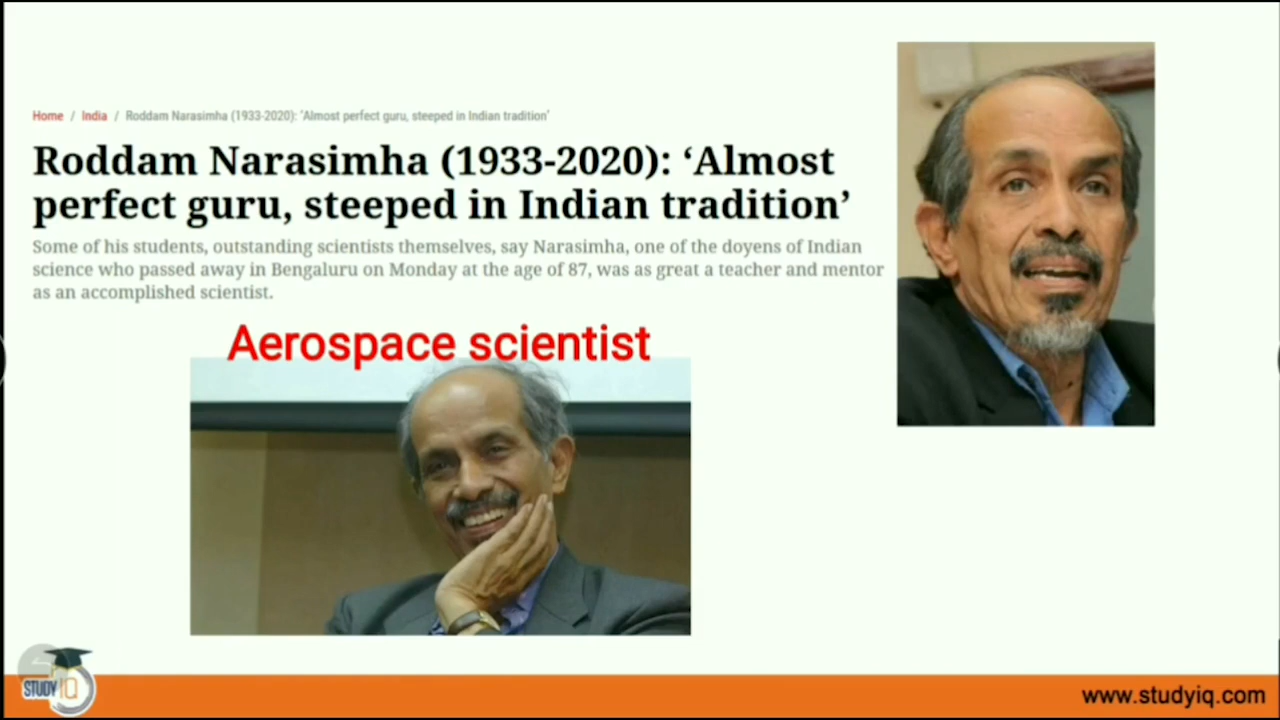 Home / India / Roddam Narasimha (1933-2020): 'Almost perfect guru, steeped in Indian tradition'
Roddam Narasimha (1933-2020): ‘Almost
perfect guru, steeped in Indian tradition’
Some of his students, outstanding scientists themselves, say Narasimha, one of the doyens of Indian
science who passed away in Bengaluru on Monday at the age of 87, was as great a teacher and mentor
as an accomplished scientist.
Aerospace scientist
STUDY IQ
www.studyiq.com